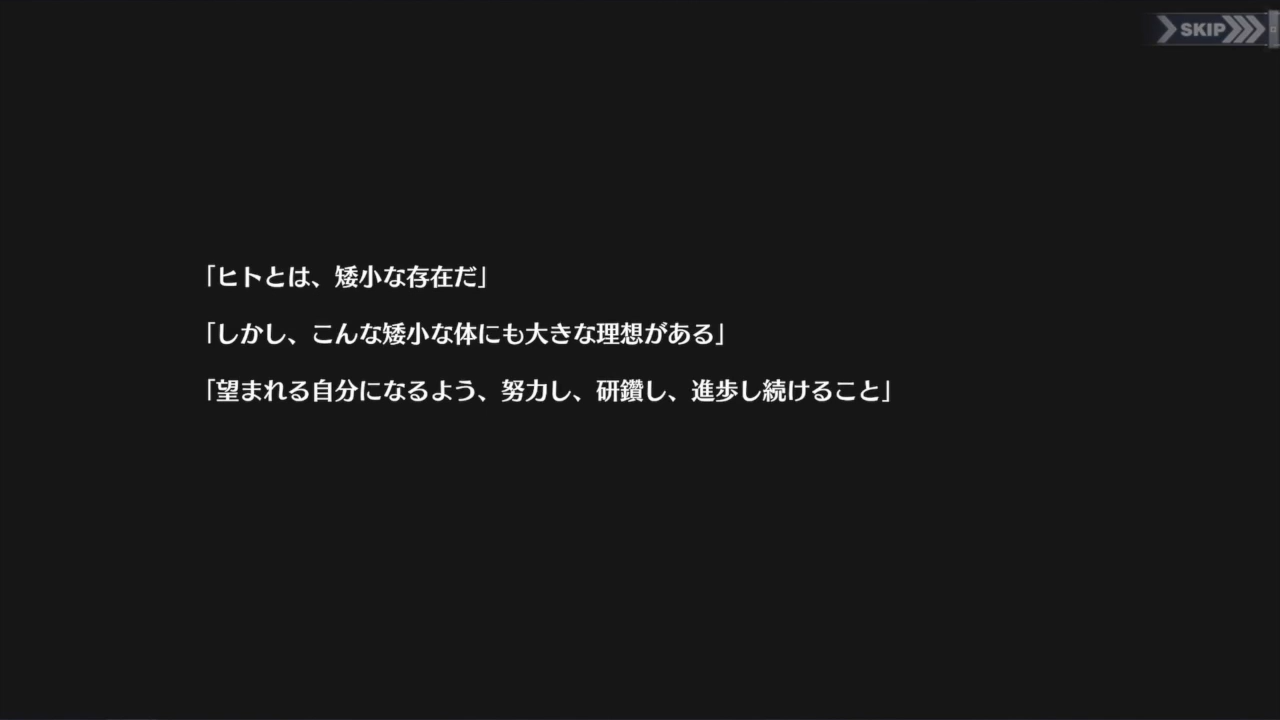 SKIP
「ヒトとは、矮小な存在だ」
「しかし、こんな矮小な体にも大きな理想がある」
「望まれる自分になるよう、努力し、研鑽し、進歩し続けること」